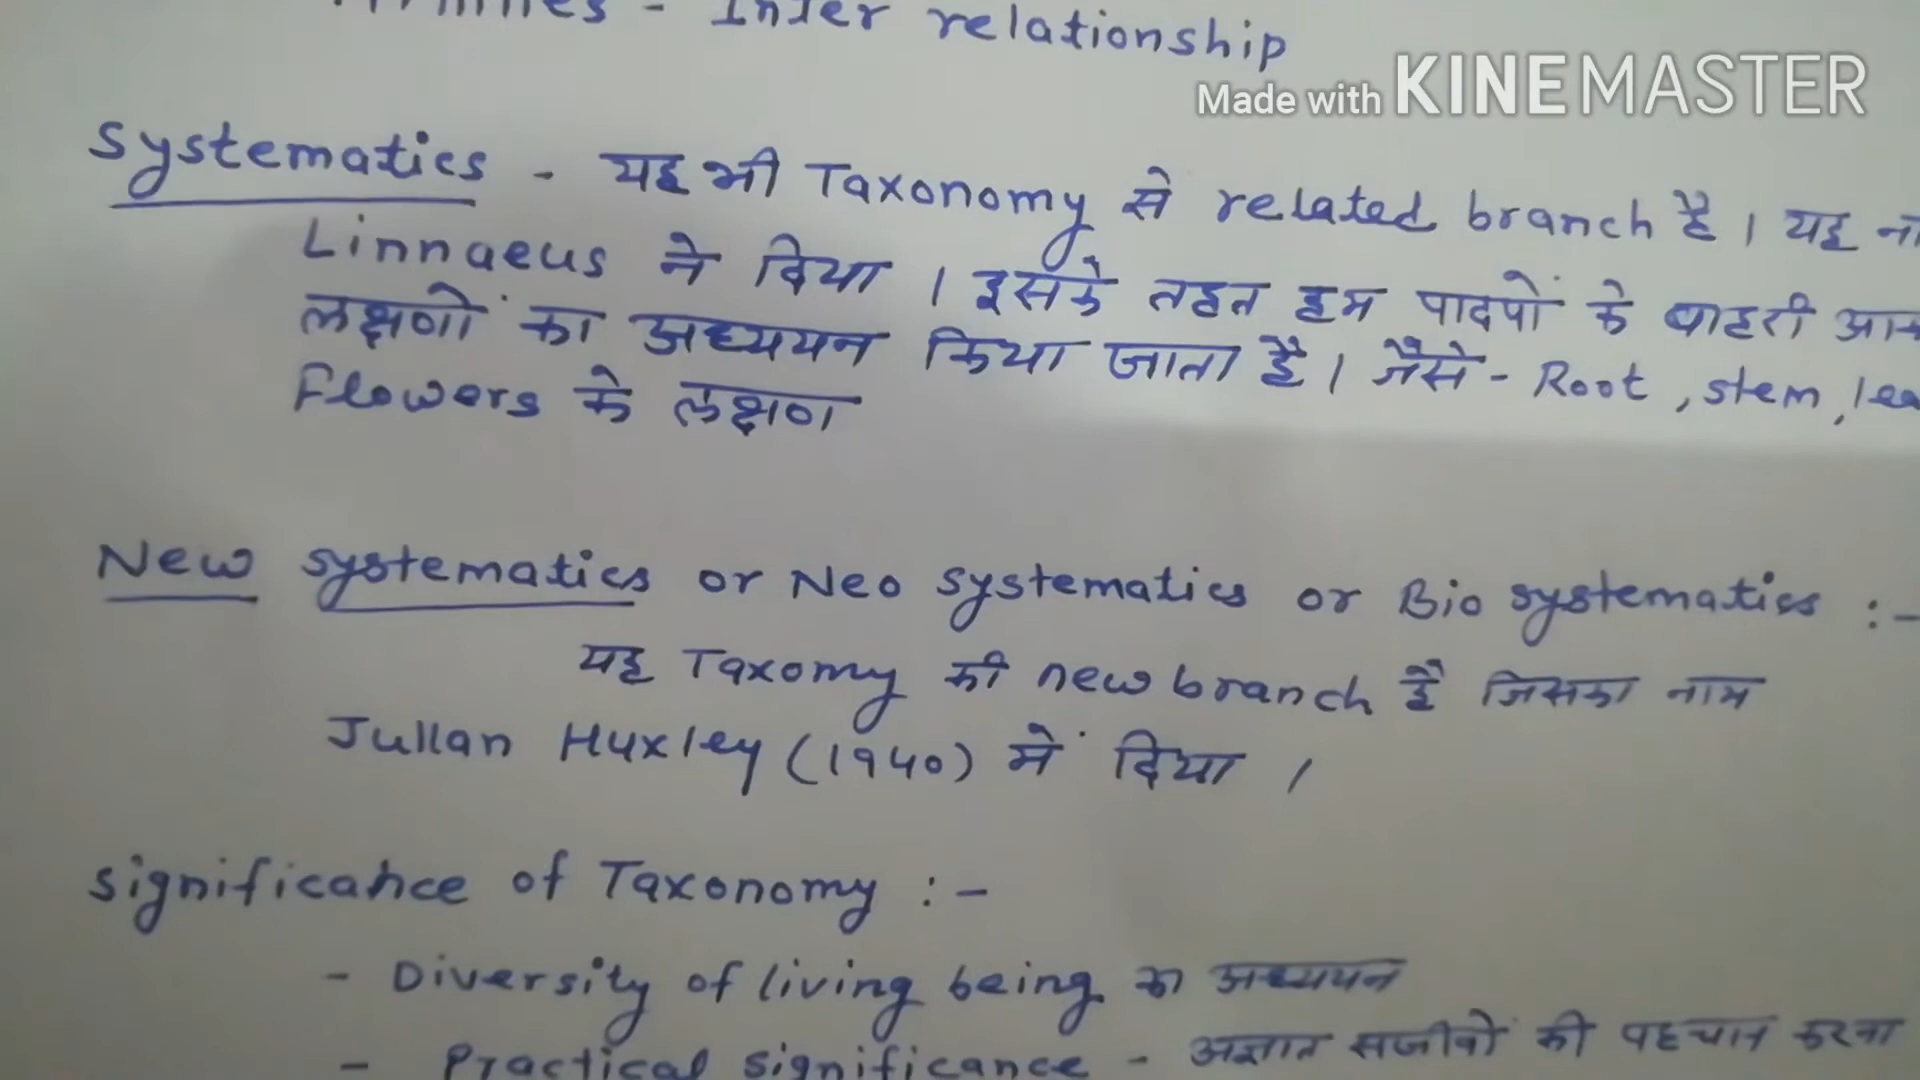 - Inter relationship
Made with KINEMASTER
Systematics - यह भी Taxonomy से related branch है। यह
Linnaeus ने दिया। इसके तहत हम पादपों के बाहरी
लक्षणों का अध्ययन किया जाता है। जैसे - Root, stem,
Flowers के लक्षण
New systematics or Neo systematics or Bio systematics :-
यह Taxomy की new branch है जिसका नाम
Jullan Huxley (1940) में दिया।
significance of Taxonomy :-
- Diversity of living being का अध्ययन
- Practical significance - अज्ञात सजीवों की पहचान करना